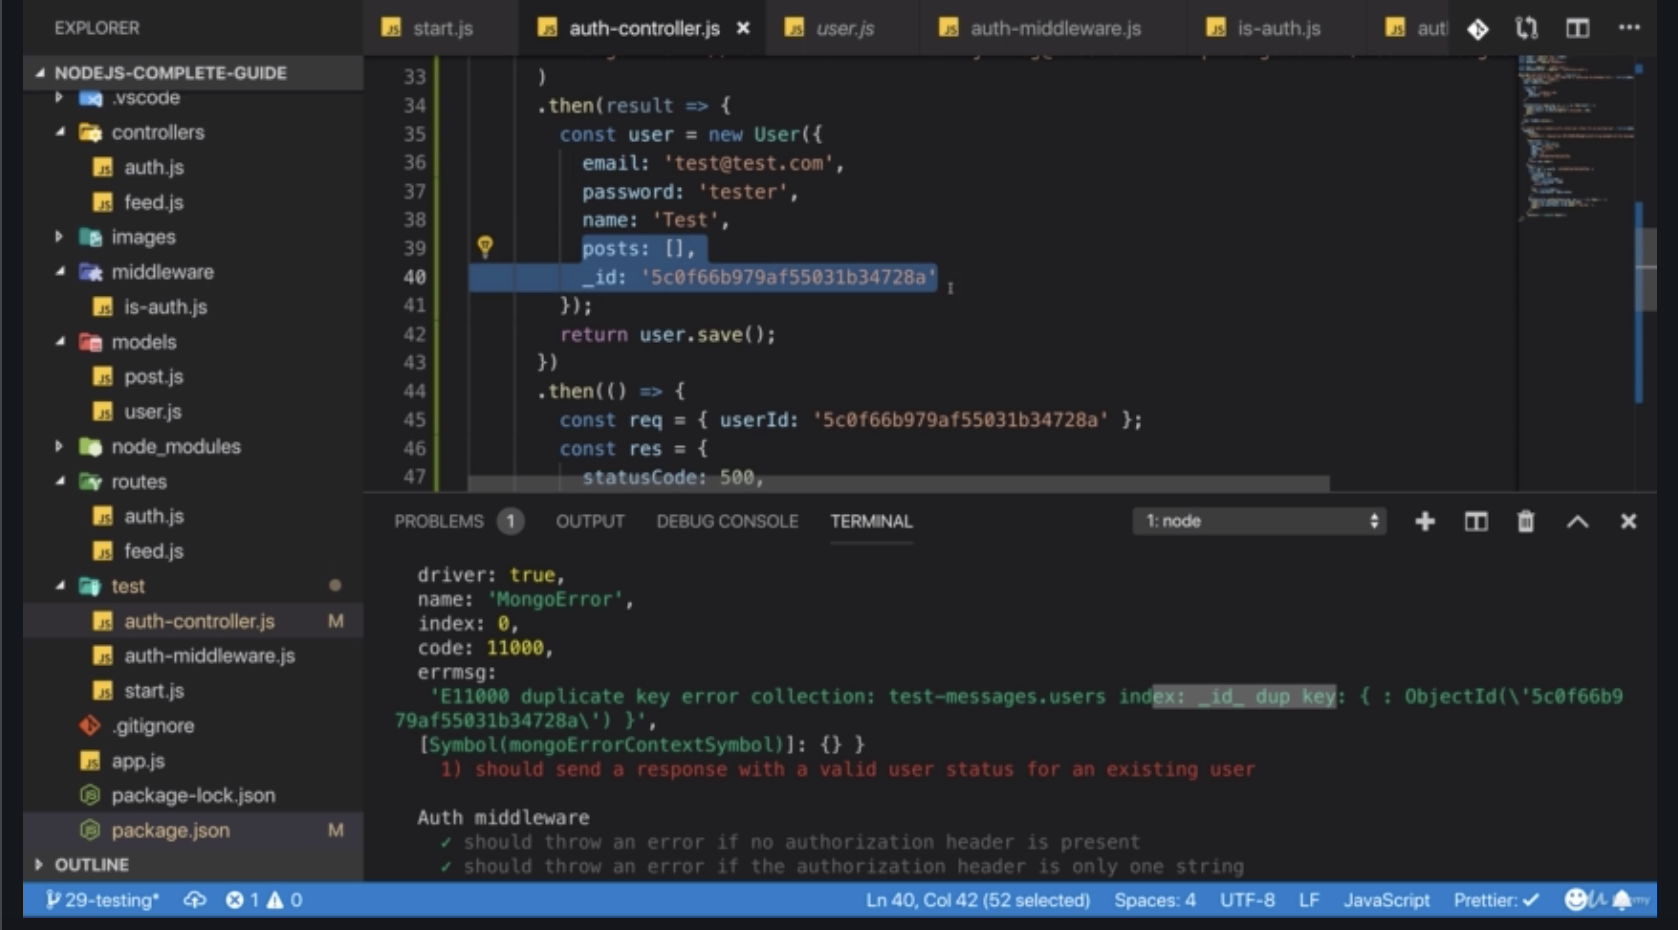 EXPLORER
start.js
auth-controller.js
user.js
auth-middleware.js
is-auth.js
NODEJS-COMPLETE-GUIDE
.vscode
controllers
auth.js
feed.js
images
middleware
is-auth.js
models
post.js
user.js
node_modules
routes
auth.js
feed.js
test
auth-controller.js M
auth-middleware.js
start.js
.gitignore
app.js
package-lock.json
package.json M
OUTLINE
33 )
34 .then(result => {
35 const user = new User({
36 email: 'test@test.com',
37 password: 'tester',
38 name: 'Test',
39 posts: [],
40 _id: '5c0f66b979af55031b34728a'
41 });
42 return user.save();
43 })
44 .then(() => {
45 const req = { userId: '5c0f66b979af55031b34728a' };
46 const res = {
47 statusCode: 500,
PROBLEMS 1 OUTPUT DEBUG CONSOLE TERMINAL 1: node
driver: true,
name: 'MongoError',
index: 0,
code: 11000,
errmsg:
'E11000 duplicate key error collection: test-messages.users index: _id_ dup key: { : ObjectId(\'5c0f66b9
79af55031b34728a\') }',
[Symbol(mongoErrorContextSymbol)]: {} }
1) should send a response with a valid user status for an existing user
Auth middleware
✓ should throw an error if no authorization header is present
✓ should throw an error if the authorization header is only one string
29-testing* 1 0 Ln 40, Col 42 (52 selected) Spaces: 4 UTF-8 LF JavaScript Prettier: ✓